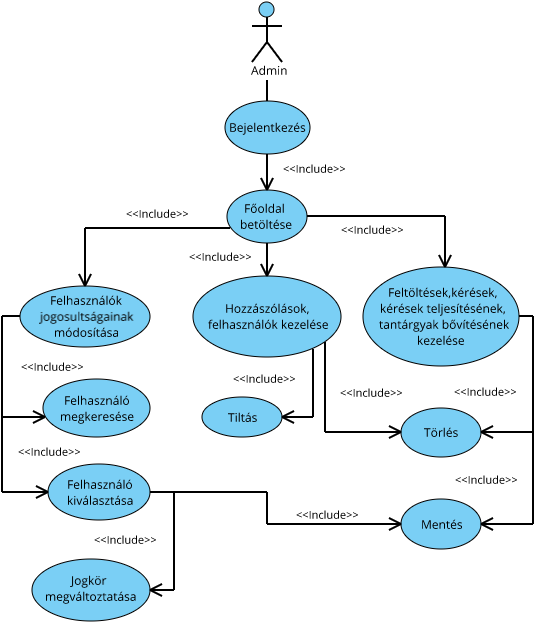 Admin
Bejelentkezés
<<Include>>
Főoldal
betöltése
<<Include>>
<<Include>>
<<Include>>
Felhasználók
jogosultságainak
módosítása
Hozzászólások,
felhasználók kezelése
Feltöltések,kérések,
kérések teljesítésének,
tantárgyak bővítésének
kezelése
<<Include>>
<<Include>>
<<Include>>
<<Include>>
Felhasználó
megkeresése
Tiltás
Törlés
<<Include>>
Felhasználó
kiválasztása
<<Include>>
<<Include>>
Mentés
<<Include>>
Jogkör
megváltoztatása